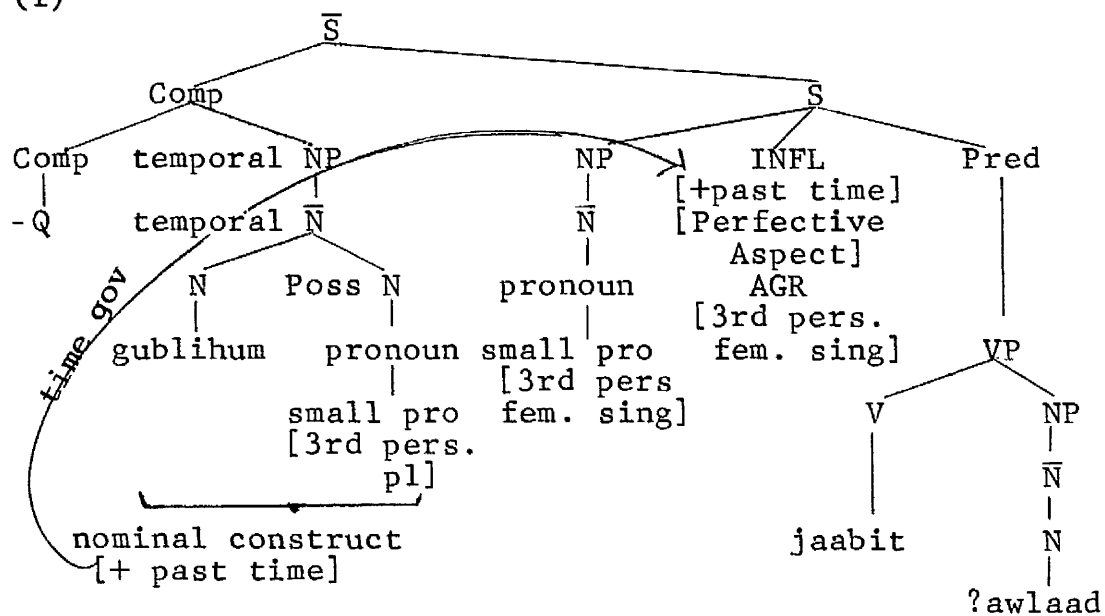 (1)
S̅
Comp S
Comp temporal NP NP INFL Pred
[+past time]
-Q temporal N̅ N̅ [Perfective
Aspect]
time gov
N Poss N pronoun AGR
[3rd pers.
gublihum pronoun small pro fem. sing] VP
[3rd pers
small pro fem. sing] V NP
[3rd pers.
pl] N̅
nominal construct jaabit N
[+ past time]
?awlaad